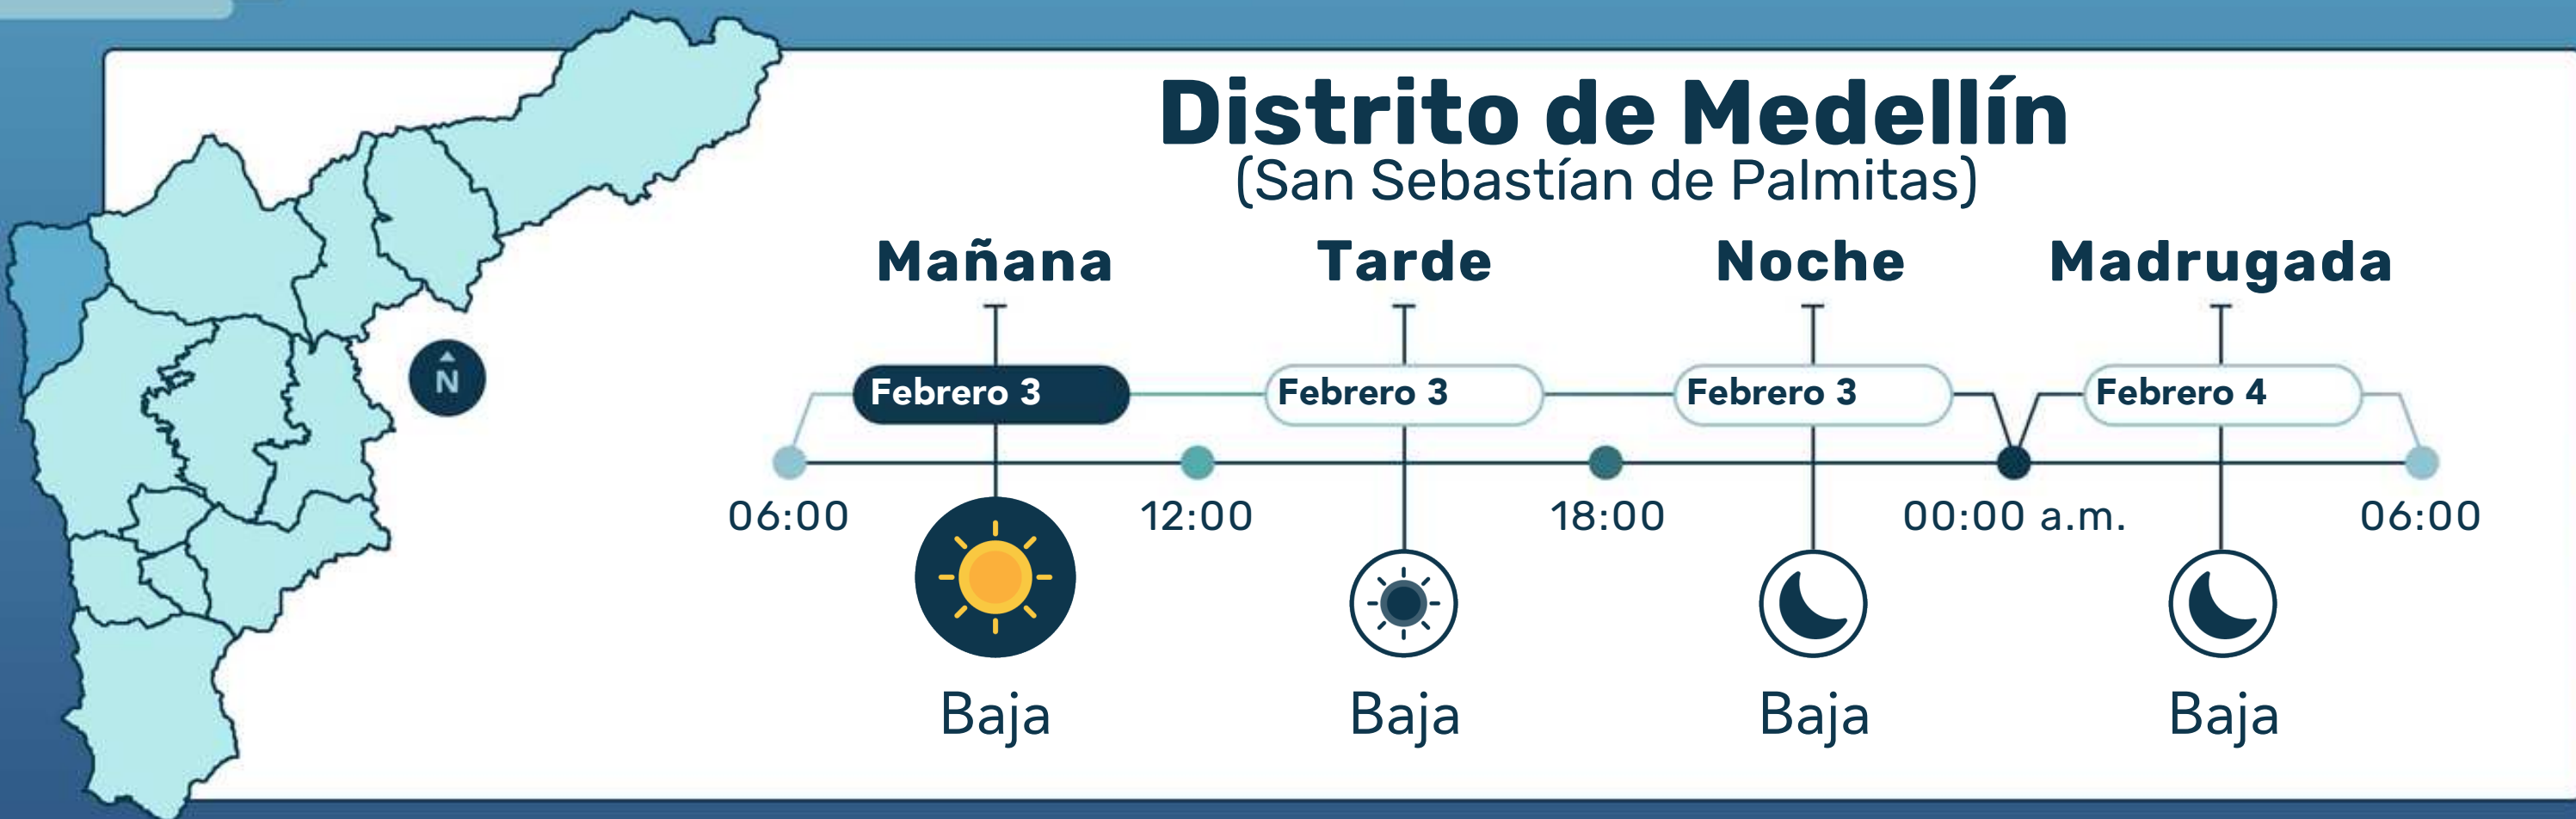 Distrito de Medellín
(San Sebastían de Palmitas)
Mañana Tarde Noche Madrugada
Febrero 3 Febrero 3 Febrero 3 Febrero 4
N
06:00 12:00 18:00 00:00 a.m. 06:00
Baja Baja Baja Baja